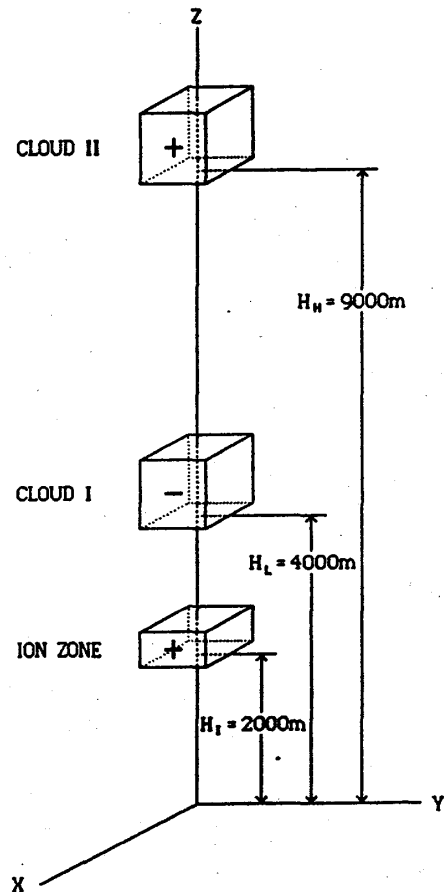 Z
CLOUD II
+
H_H = 9000m
CLOUD I
−
H_L = 4000m
ION ZONE
+
H_I = 2000m
Y
X